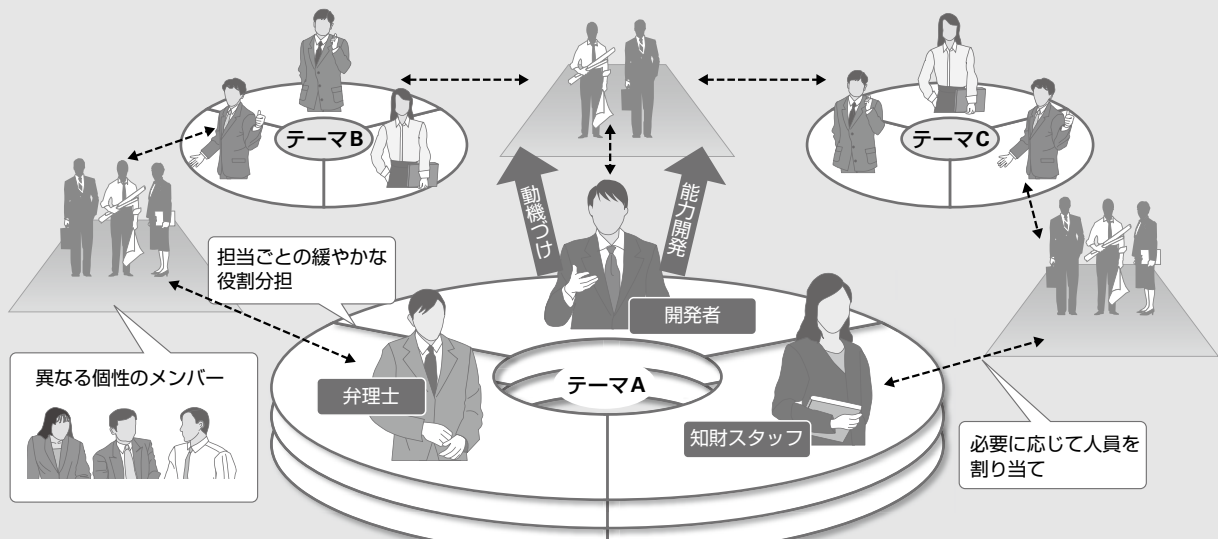 テーマB
テーマC
動機づけ
能力開発
担当ごとの緩やかな
役割分担
開発者
異なる個性のメンバー
弁理士
テーマA
知財スタッフ
必要に応じて人員を
割り当て